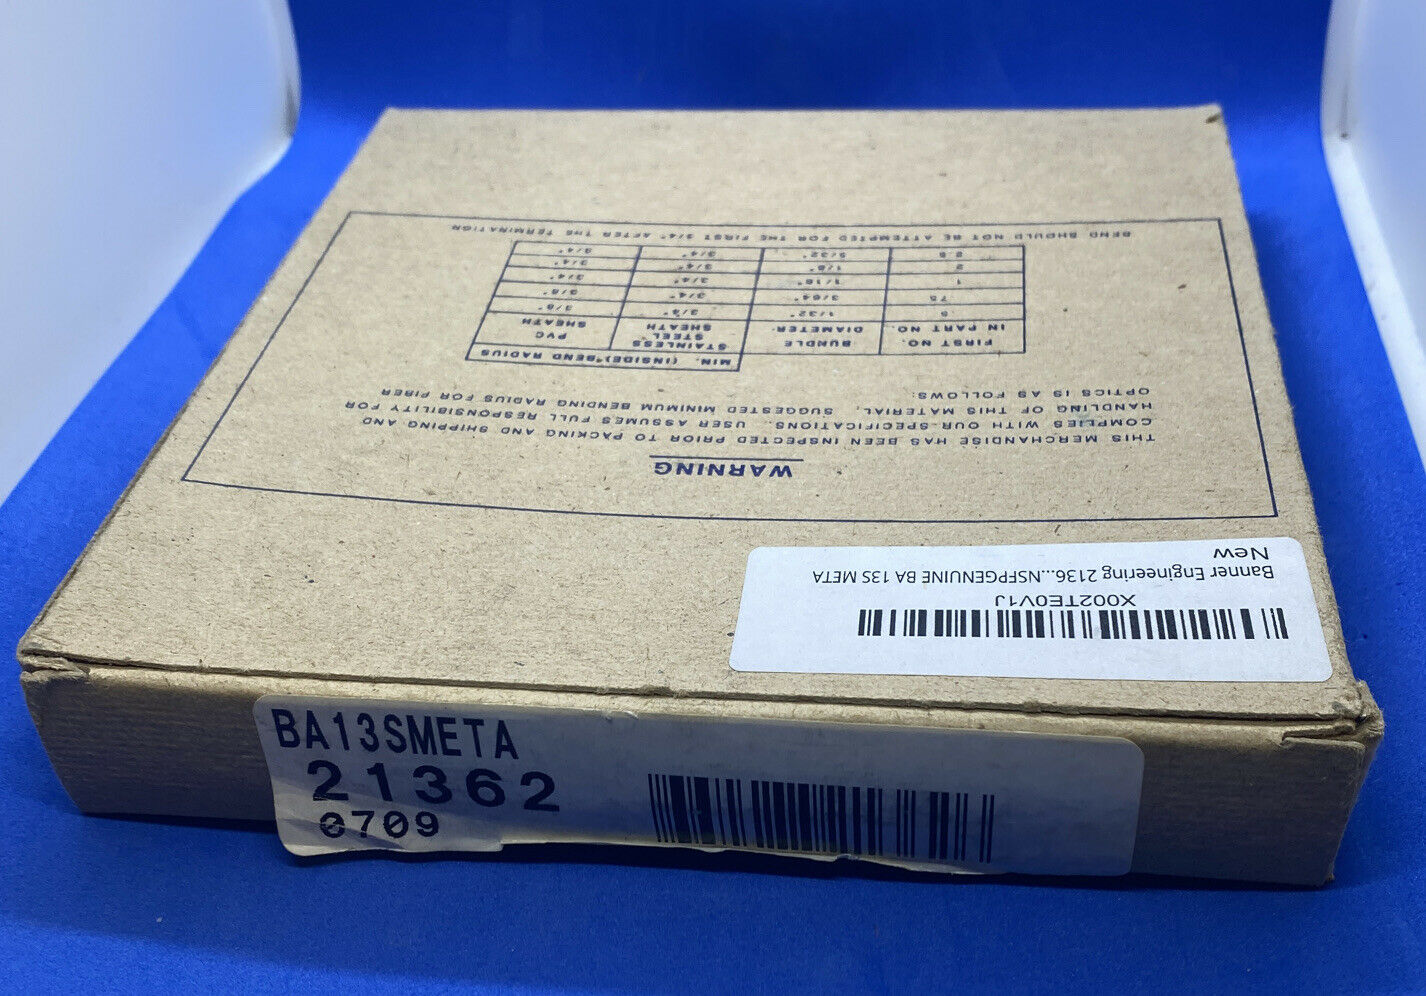 WARNING
THIS MERCHANDISE HAS BEEN INSPECTED PRIOR TO PACKING AND SHIPPING AND
COMPLIES WITH OUR SPECIFICATIONS. USER ASSUMES FULL RESPONSIBILITY FOR
HANDLING OF THIS MATERIAL. SUGGESTED MINIMUM BENDING RADIUS FOR FIBER
OPTICS IS AS FOLLOWS:
MIN. (INSIDE) BEND RADIUS
FIRST NO. IN PART NO. BUNDLE DIAMETER STAINLESS STEEL SHEATH PVC SHEATH
5 1/32" 3/4" 3/8"
75 3/64" 3/4" 3/8"
1 1/16" 3/4" 3/4"
2 1/8" 3/4" 3/4"
2.5 5/32" 3/4" 3/4"
BEND SHOULD NOT BE ATTEMPTED FOR THE FIRST 3/4" AFTER THE TERMINATION
X002TE0V1J
Banner Engineering 2136...NSFPGENUINE BA 13S META
New
BA13SMETA
21362
0709